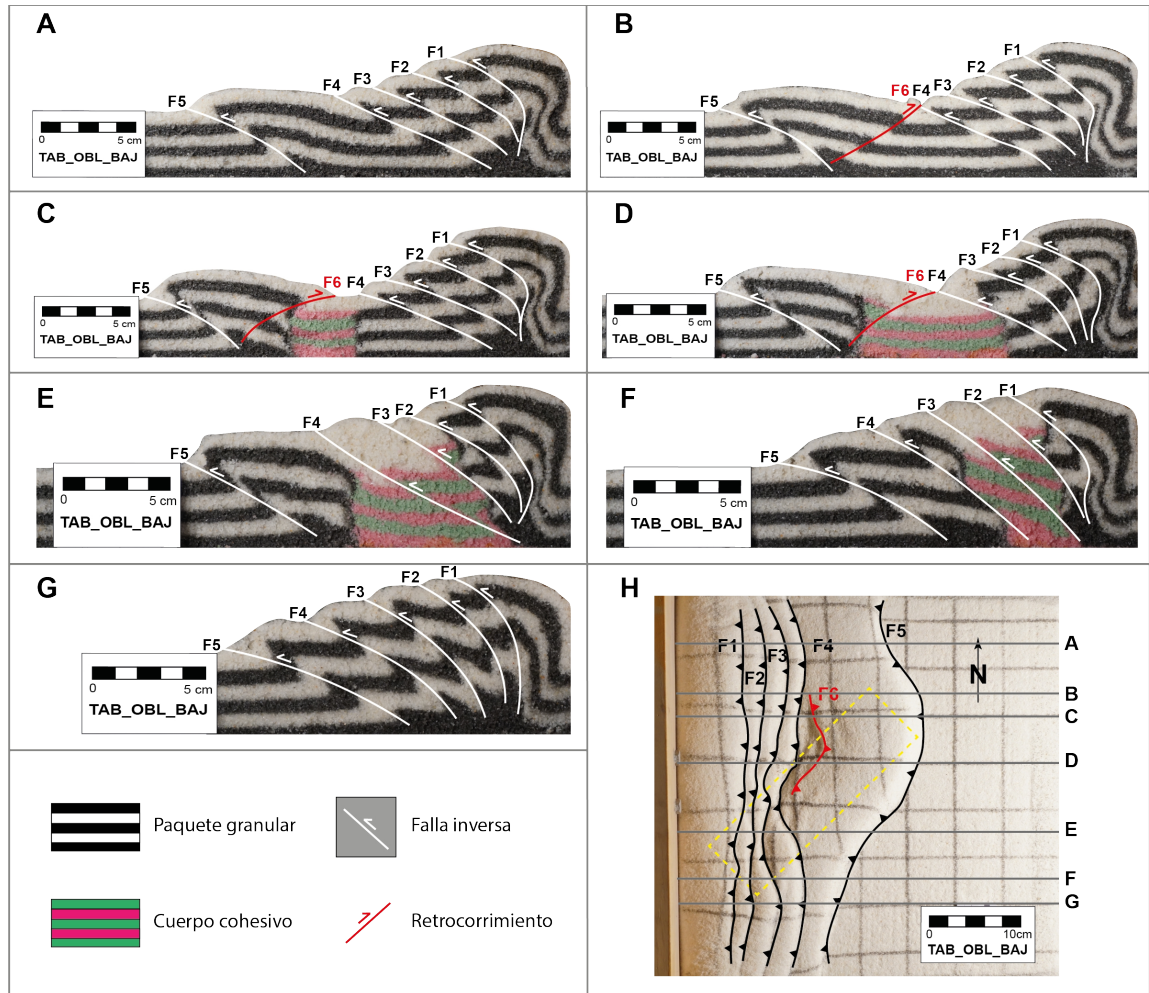 A
F1
F2
F3
F4
F5
0 5 cm
TAB_OBL_BAJ
B
F1
F2
F3
F6 F4
F5
0 5 cm
TAB_OBL_BAJ
C
F1
F2
F3
F6 F4
F5
0 5 cm
TAB_OBL_BAJ
D
F1
F2
F3
F6 F4
F5
0 5 cm
TAB_OBL_BAJ
E
F1
F2
F3
F4
F5
0 5 cm
TAB_OBL_BAJ
F
F1
F2
F3
F4
F5
0 5 cm
TAB_OBL_BAJ
G
F1
F2
F3
F4
F5
0 5 cm
TAB_OBL_BAJ
H
F5
F1 F3 F4 A
N
F2
F6 B
C
D
E
F
G
0 10cm
TAB_OBL_BAJ
Paquete granular
Falla inversa
Cuerpo cohesivo
Retrocorrimiento